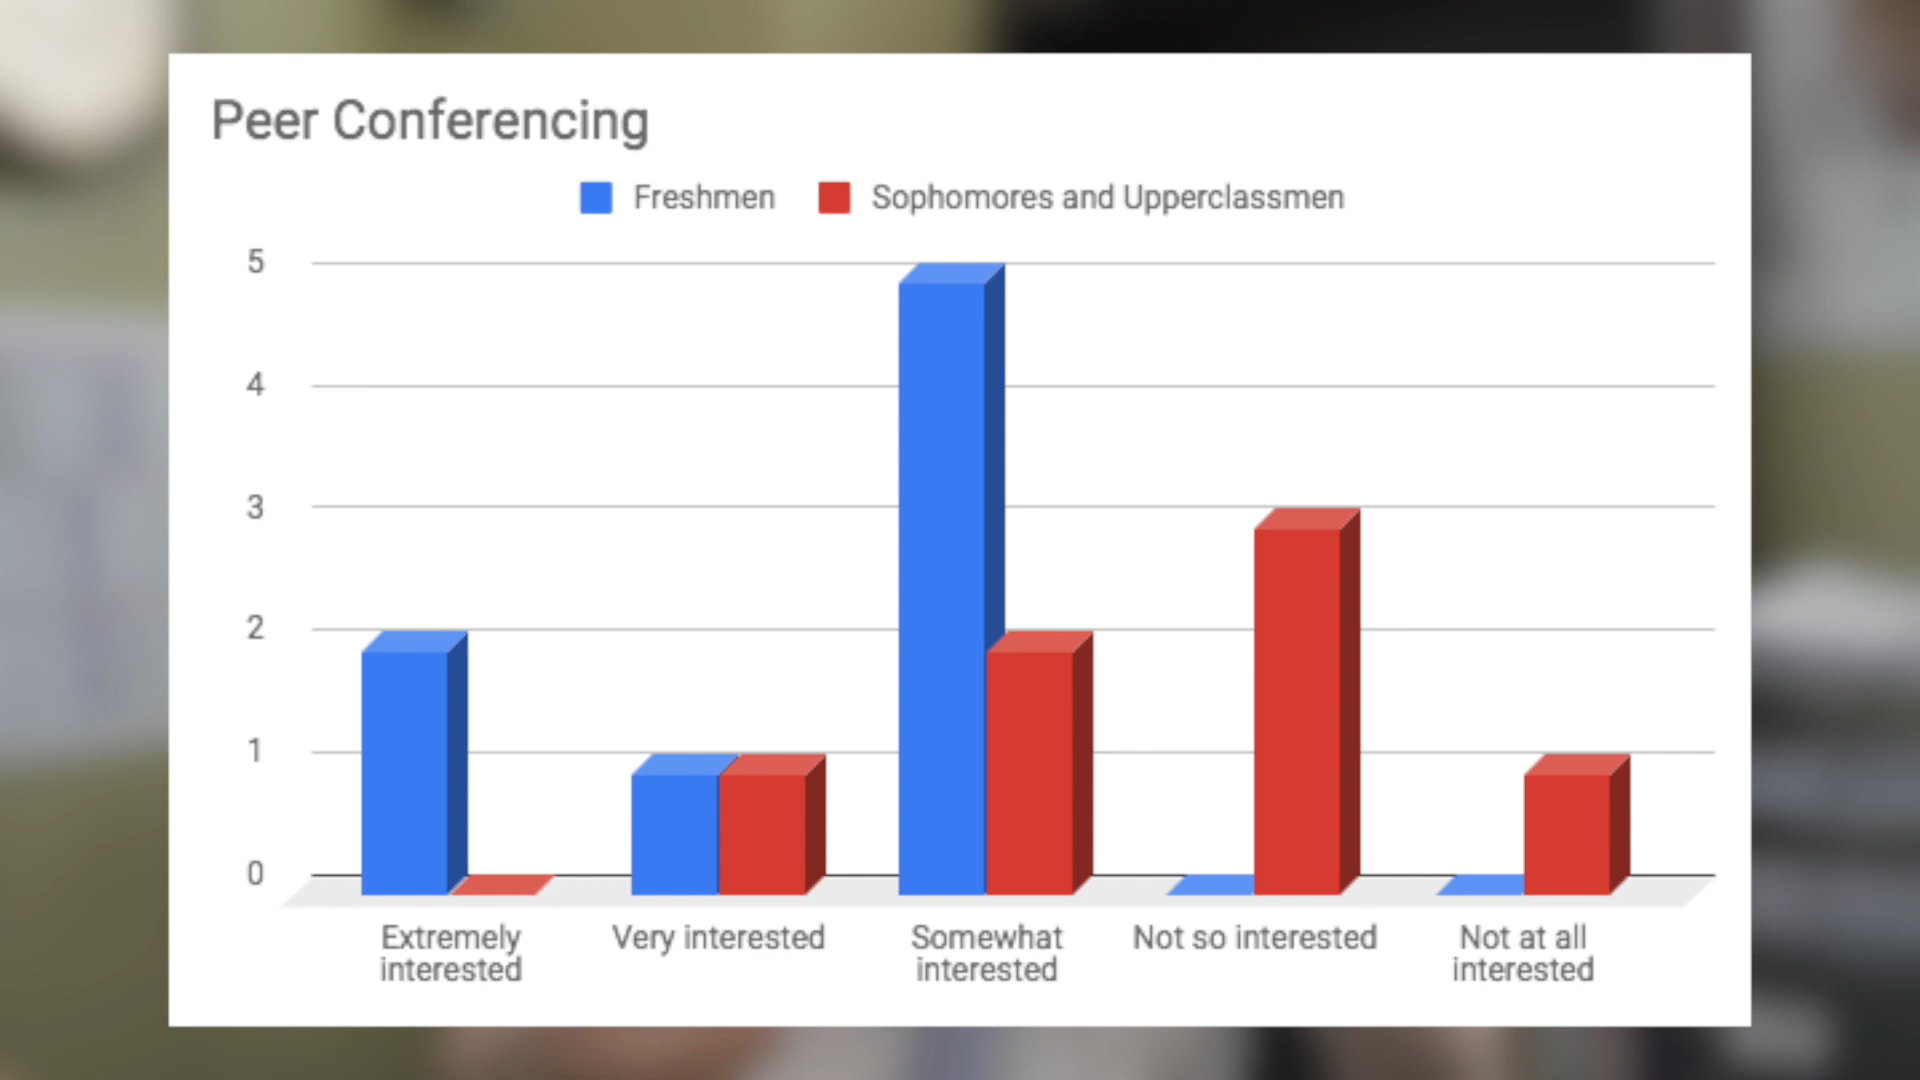 Peer Conferencing
Freshmen Sophomores and Upperclassmen
5
4
3
2
1
0
Extremely interested
Very interested
Somewhat interested
Not so interested
Not at all interested